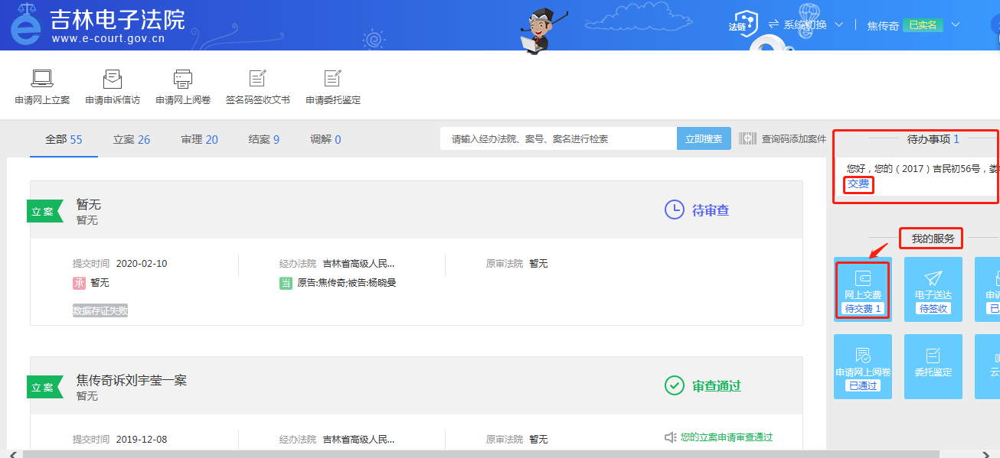 吉林电子法院
www.e-court.gov.cn
法链
系统切换
焦传奇 已实名
申请网上立案
申请申诉信访
申请网上阅卷
签名码签收文书
申请委托鉴定
全部 55
立案 26
审理 20
结案 9
调解 0
请输入经办法院、案号、案名进行检索
立即搜索
查询码添加案件
待办事项 1
您好，您的（2017）吉民初56号，娄
交费
立案
暂无
暂无
待审查
提交时间 2020-02-10
经办法院 吉林省高级人民...
原审法院 暂无
承 暂无
当 原告:焦传奇;被告:杨晓曼
数据存证失败
我的服务
网上交费
待交费 1
电子送达
待签收
申诉
已
申请网上阅卷
已通过
委托鉴定
云
立案
焦传奇诉刘宇莹一案
暂无
审查通过
提交时间 2019-12-08
经办法院 吉林省高级人民...
原审法院 暂无
您的立案申请审查通过